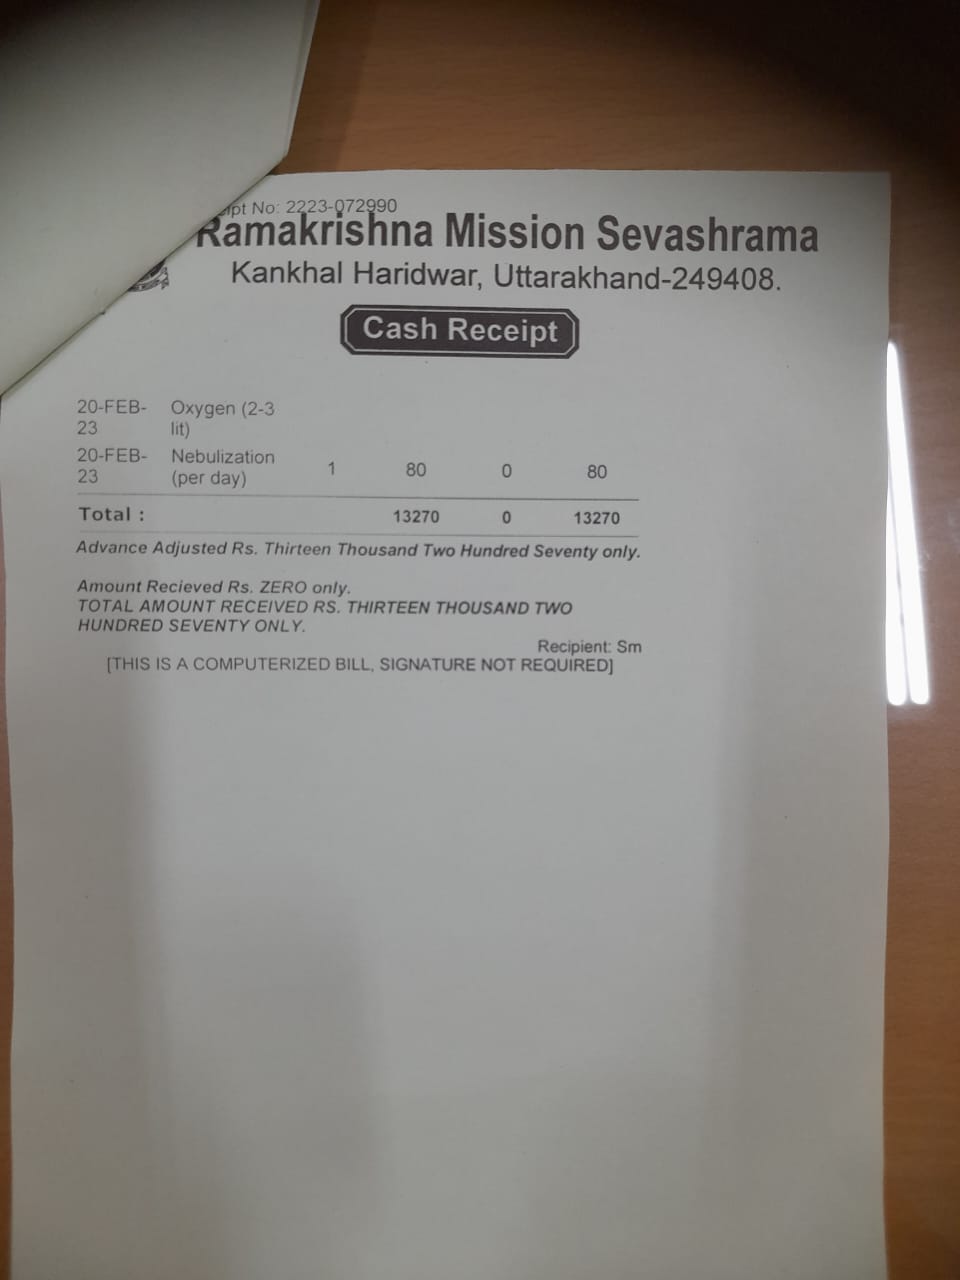 ipt No: 2223-072990
Ramakrishna Mission Sevashrama
Kankhal Haridwar, Uttarakhand-249408.
Cash Receipt
20-FEB- Oxygen (2-3
23 lit)
20-FEB- Nebulization
23 (per day) 1 80 0 80
Total : 13270 0 13270
Advance Adjusted Rs. Thirteen Thousand Two Hundred Seventy only.
Amount Recieved Rs. ZERO only.
TOTAL AMOUNT RECEIVED RS. THIRTEEN THOUSAND TWO
HUNDRED SEVENTY ONLY.
Recipient: Sm
[THIS IS A COMPUTERIZED BILL, SIGNATURE NOT REQUIRED]